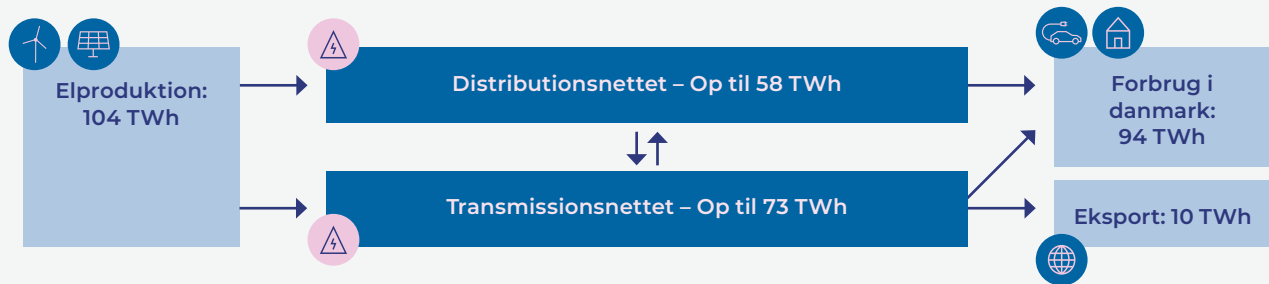 Elproduktion:
104 TWh
Distributionsnettet – Op til 58 TWh
Transmissionsnettet – Op til 73 TWh
Forbrug i
danmark:
94 TWh
Eksport: 10 TWh